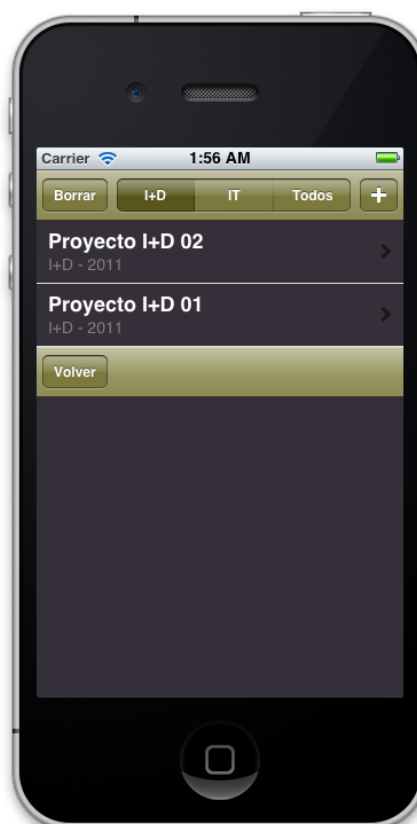 Carrier 1:56 AM
Borrar I+D IT Todos +
Proyecto I+D 02
I+D - 2011
Proyecto I+D 01
I+D - 2011
Volver